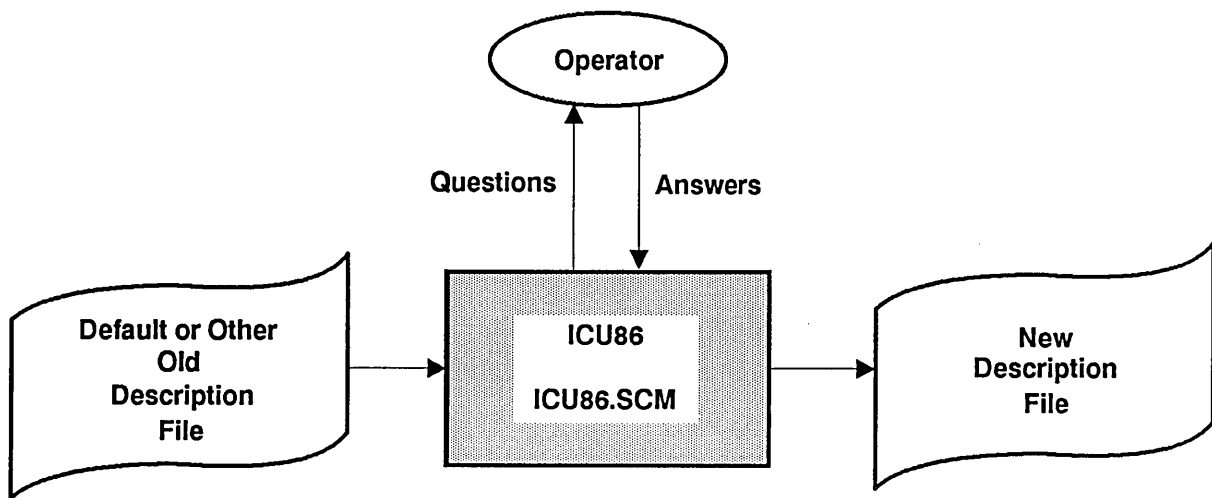 Operator
Questions
Answers
Default or Other
Old
Description
File
ICU86
ICU86.SCM
New
Description
File